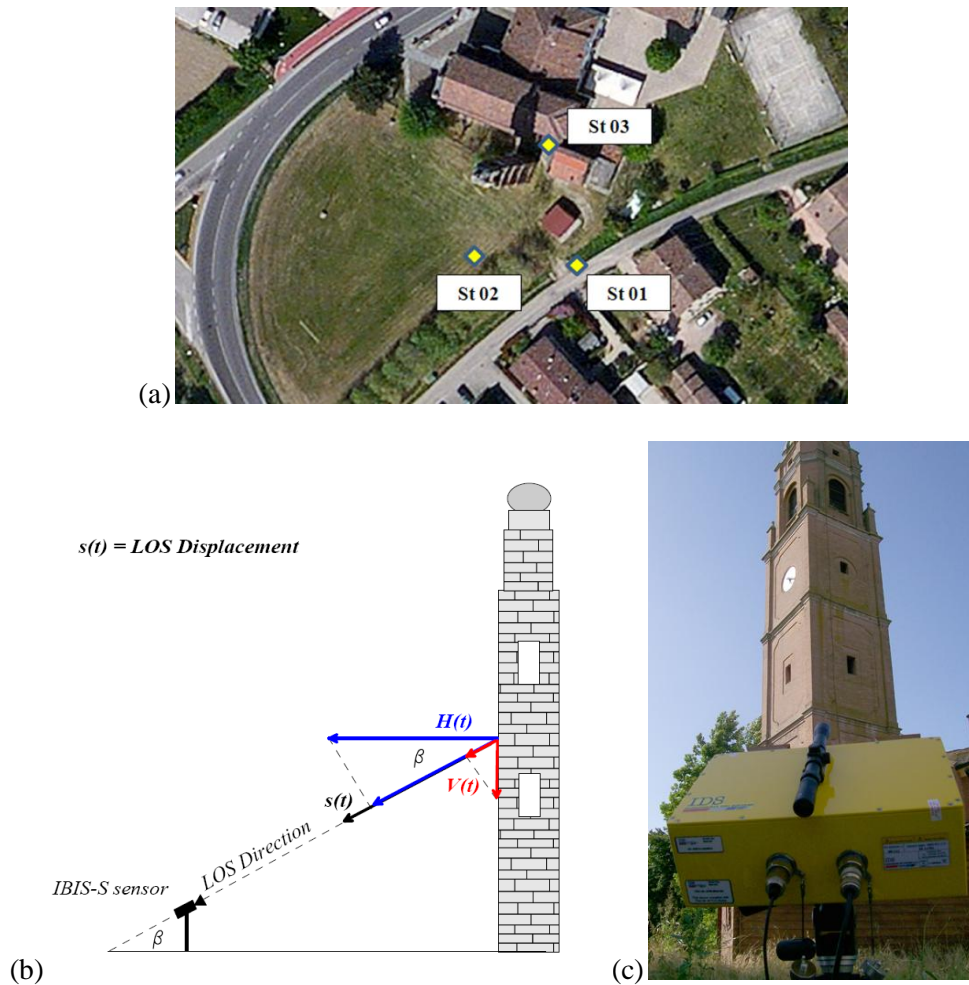 St 03
St 02
St 01
(a)
s(t) = LOS Displacement
H(t)
β
V(t)
s(t)
LOS Direction
IBIS-S sensor
β
(b)
IDS
(c)